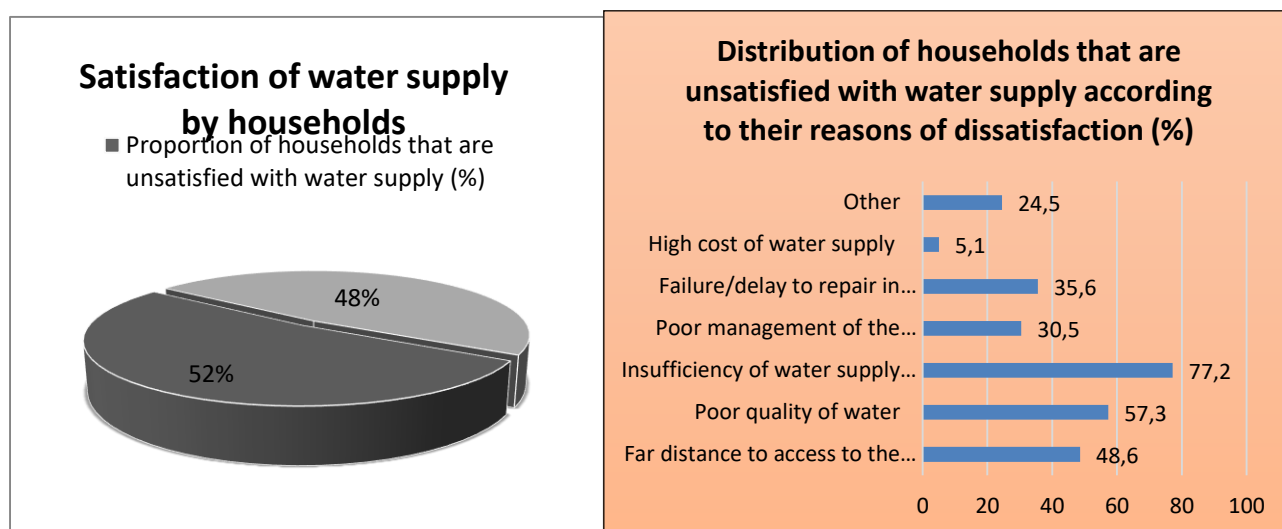 Satisfaction of water supply
by households
Proportion of households that are
unsatisfied with water supply (%)
48%
52%
Distribution of households that are
unsatisfied with water supply according
to their reasons of dissatisfaction (%)
Other
24,5
High cost of water supply
5,1
Failure/delay to repair in…
35,6
Poor management of the…
30,5
Insufficiency of water supply…
77,2
Poor quality of water
57,3
Far distance to access to the…
48,6
0 20 40 60 80 100